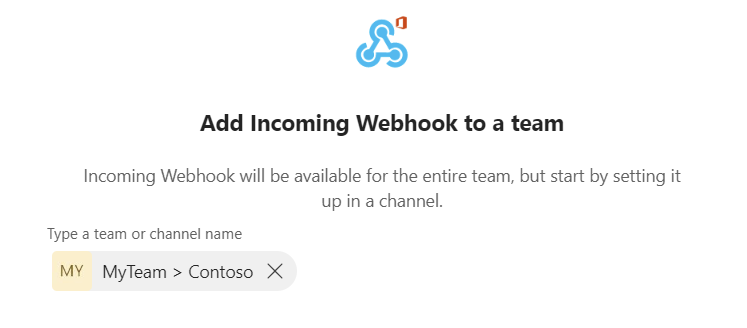 Add Incoming Webhook to a team
Incoming Webhook will be available for the entire team, but start by setting it
up in a channel.
Type a team or channel name
MY MyTeam > Contoso